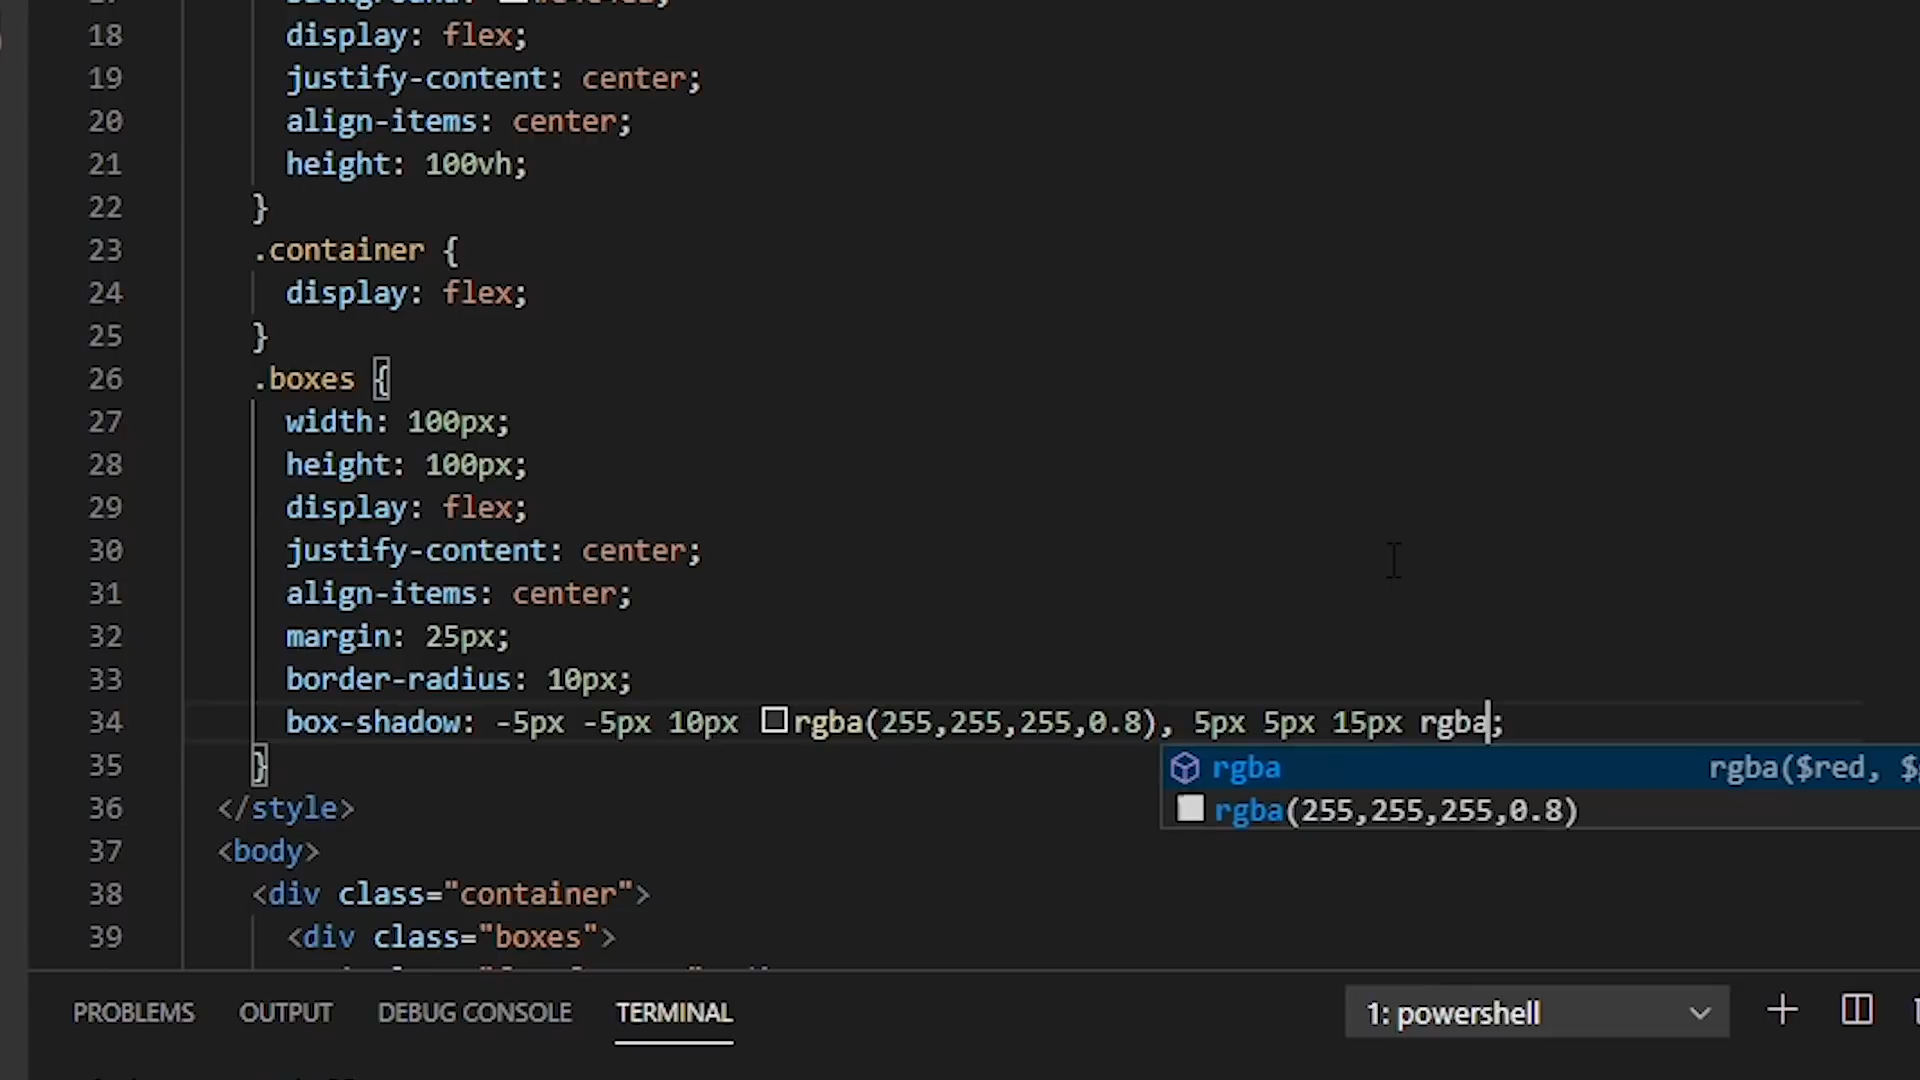 18 display: flex;
19 justify-content: center;
20 align-items: center;
21 height: 100vh;
22 }
23 .container {
24 display: flex;
25 }
26 .boxes {
27 width: 100px;
28 height: 100px;
29 display: flex;
30 justify-content: center;
31 align-items: center;
32 margin: 25px;
33 border-radius: 10px;
34 box-shadow: -5px -5px 10px rgba(255,255,255,0.8), 5px 5px 15px rgba;
35 }
rgba rgba($red,
rgba(255,255,255,0.8)
36 </style>
37 <body>
38 <div class="container">
39 <div class="boxes">
PROBLEMS OUTPUT DEBUG CONSOLE TERMINAL 1: powershell